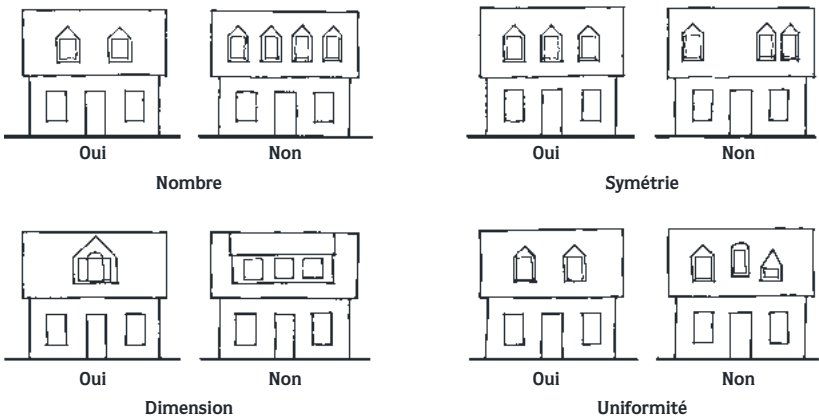 Oui Non Oui Non
Nombre Symétrie
Oui Non Oui Non
Dimension Uniformité